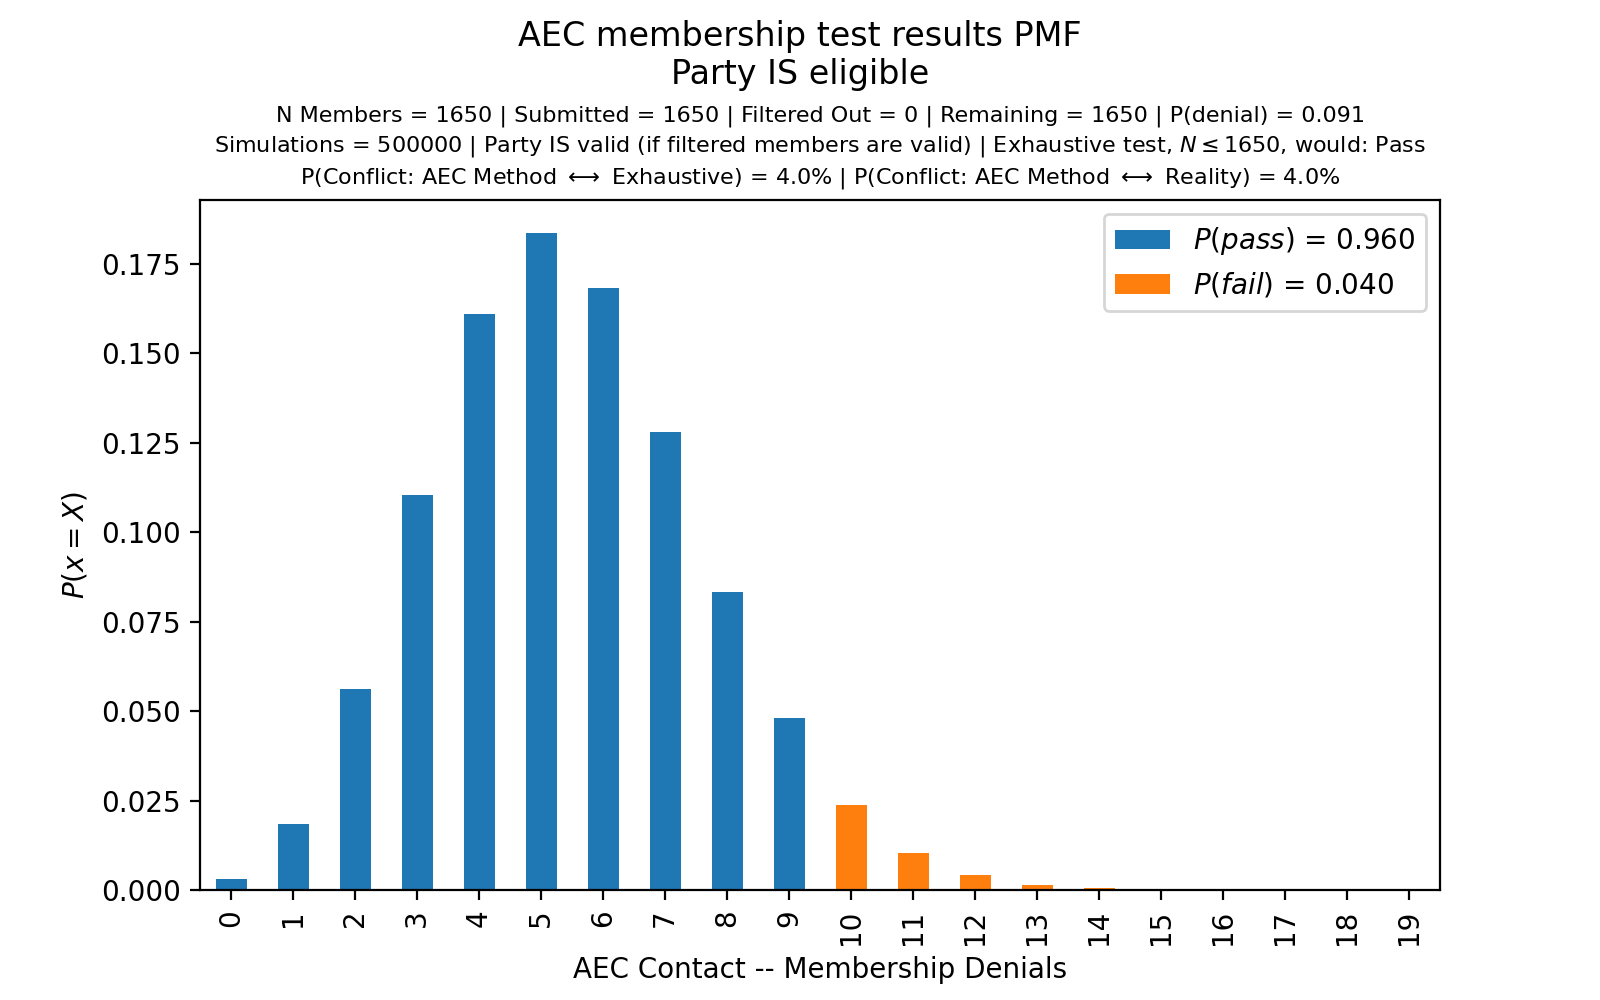 AEC membership test results PMF
Party IS eligible
N Members = 1650 | Submitted = 1650 | Filtered Out = 0 | Remaining = 1650 | P(denial) = 0.091
Simulations = 500000 | Party IS valid (if filtered members are valid) | Exhaustive test, N ≤ 1650, would: Pass
P(Conflict: AEC Method ⟷ Exhaustive) = 4.0% | P(Conflict: AEC Method ⟷ Reality) = 4.0%
P(pass) = 0.960
P(fail) = 0.040
0.175
0.150
0.125
0.100
0.075
0.050
0.025
0.000
P(x = X)
0 1 2 3 4 5 6 7 8 9 10 11 12 13 14 15 16 17 18 19
AEC Contact -- Membership Denials